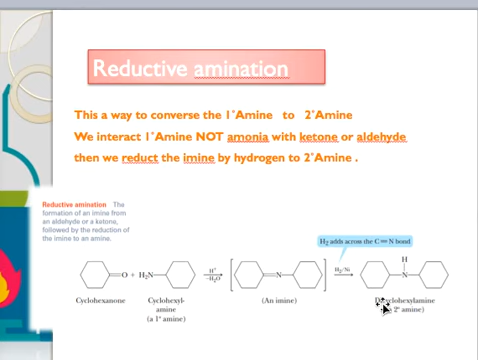 Reductive amination
This a way to converse the 1°Amine to 2°Amine
We interact 1°Amine NOT amonia with ketone or aldehyde
then we reduct the imine by hydrogen to 2°Amine .
Reductive amination The
formation of an imine from
an aldehyde or a ketone,
followed by the reduction of
the imine to an amine.
H2 adds across the C=N bond
O + H2N
H+
−H2O
N
H2/Ni
H
N
Cyclohexanone
Cyclohexyl-
amine
(a 1° amine)
(An imine)
Dicyclohexylamine
2° amine)